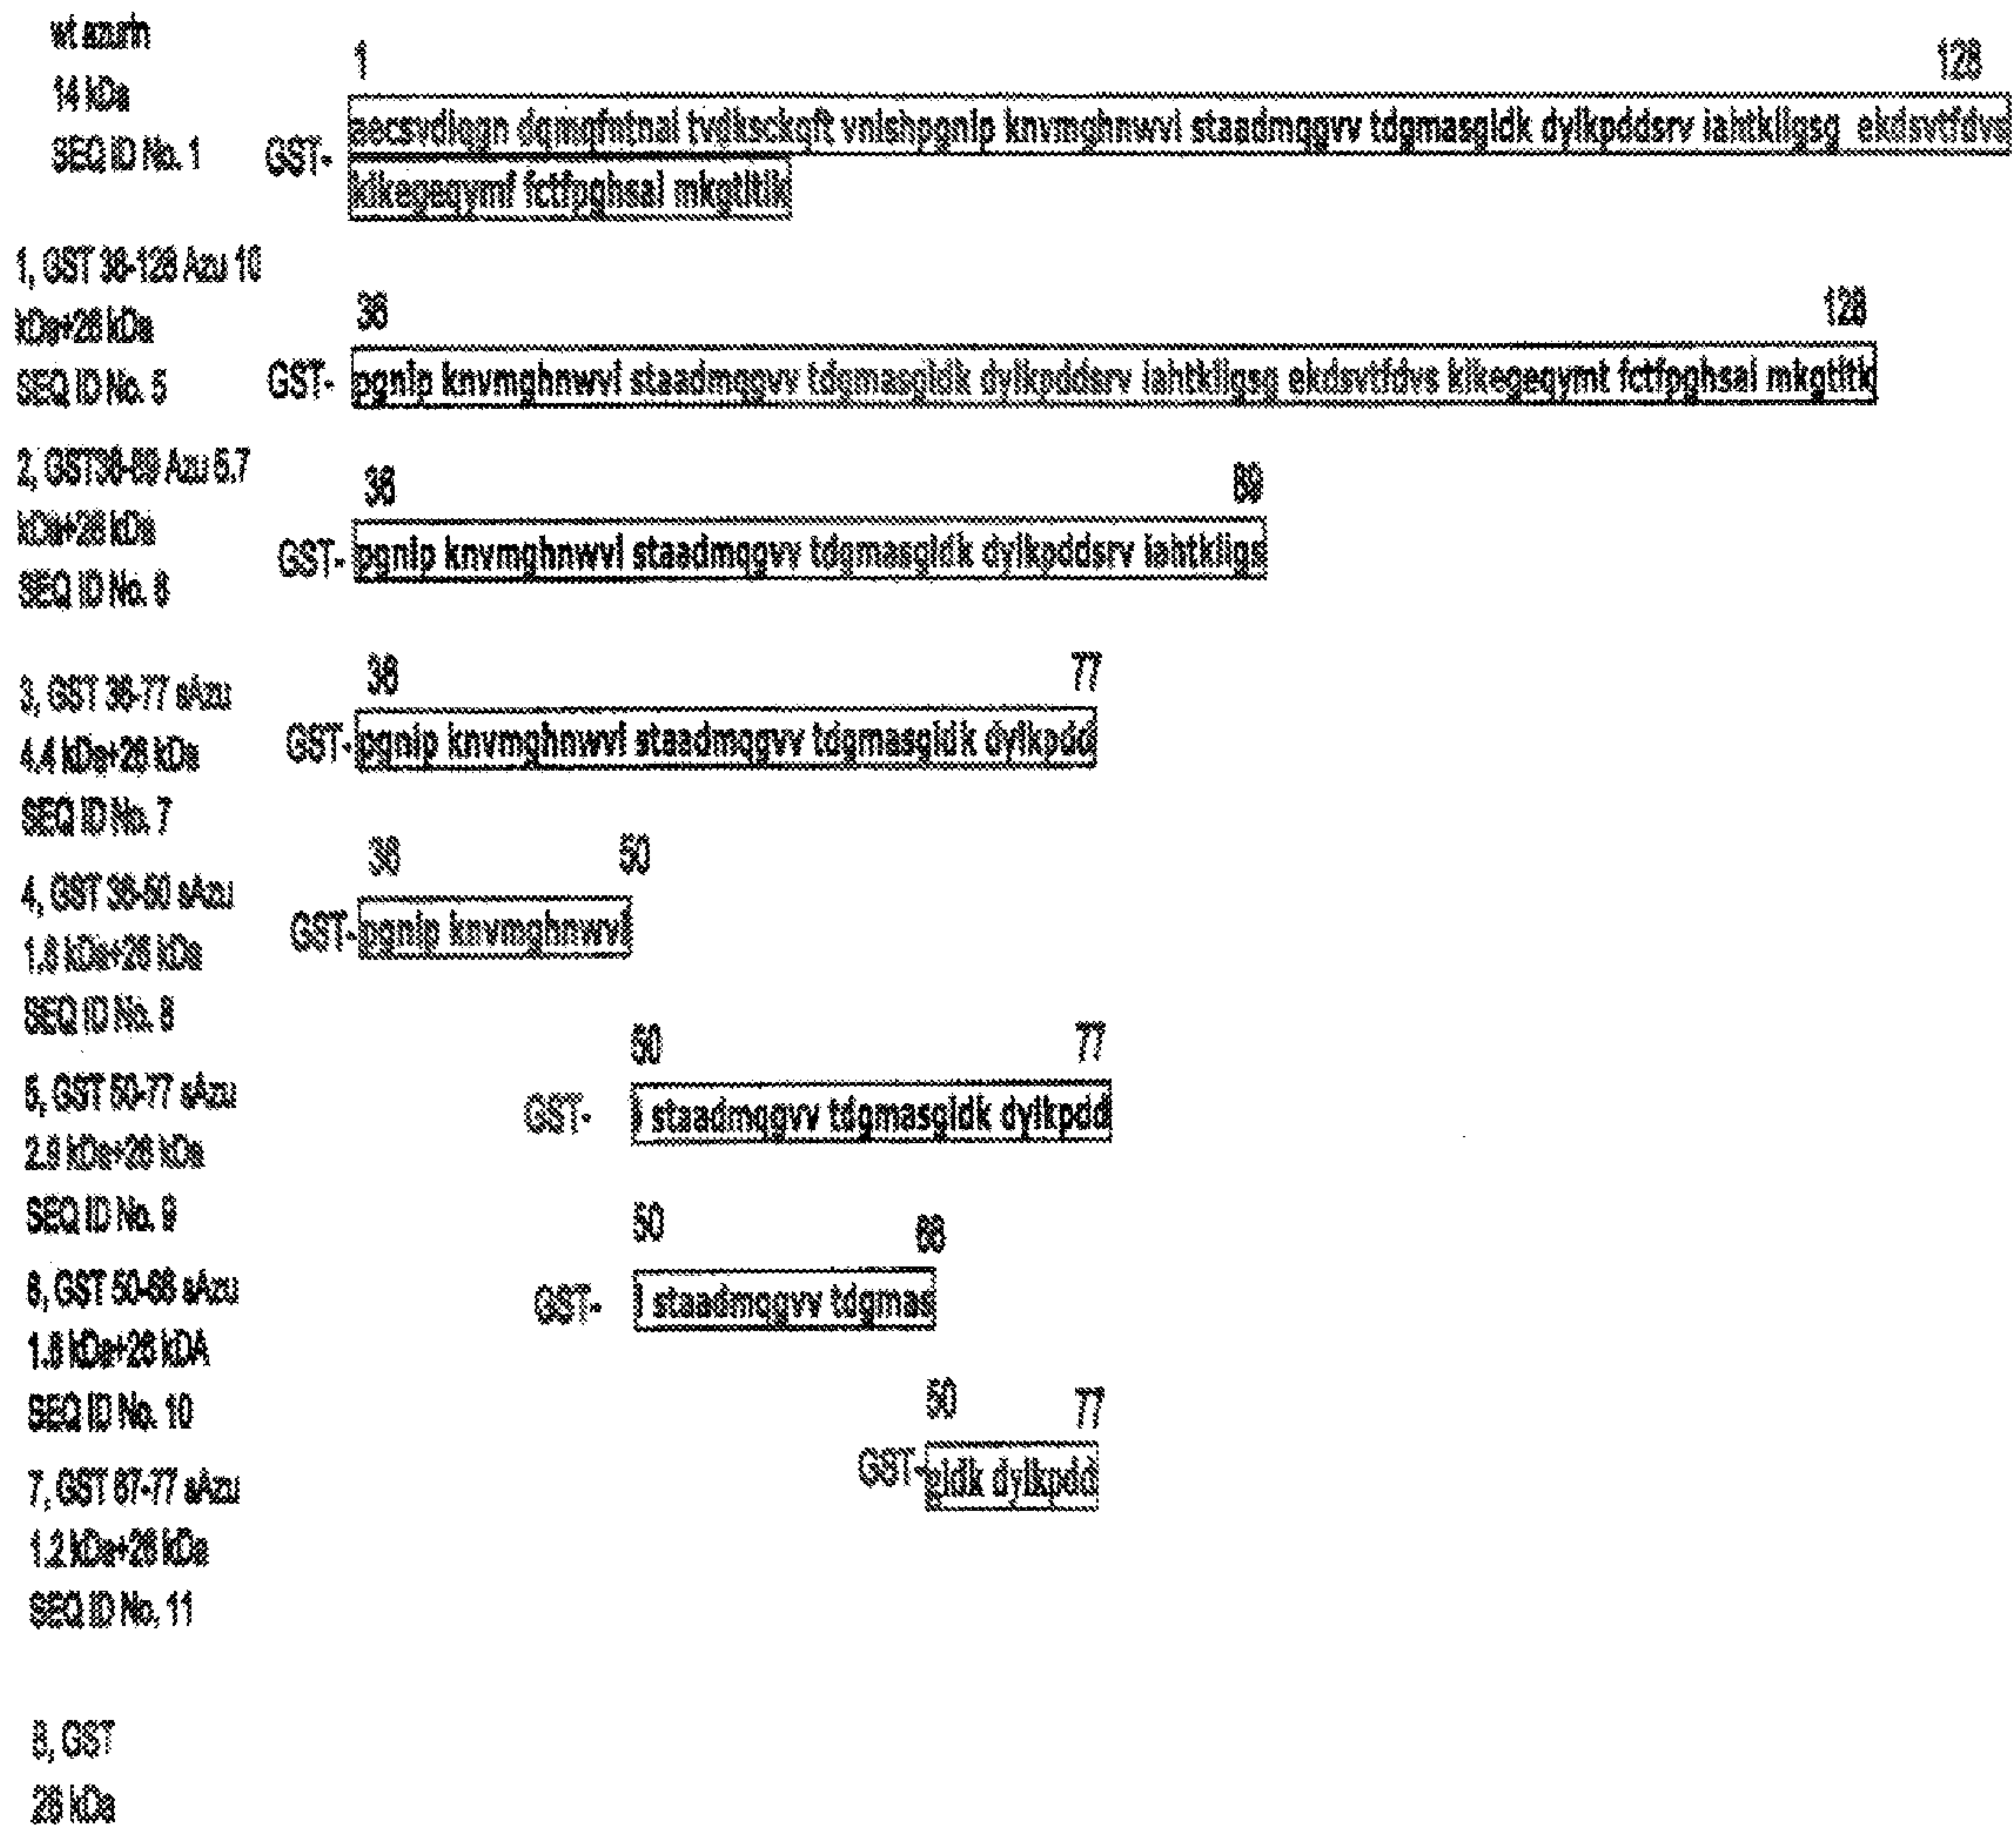 wt azurin
14 kDa
SEQ ID No. 1
1 128
GST-
aecsvdiqgn dqmqfntnai tvdksckqft vnlshpgnlp knvmghnwvl staadmqgvv tdgmasgldk dylkpddsrv iahtkligsg ekdsvtfdvs
klkegeqymf fctfpghsal mkgtltlk
1, GST 36-128 Azu 10
kDa+26 kDa
SEQ ID No. 5
36 128
GST-
pgnlp knvmghnwvl staadmqgvv tdgmasgldk dylkpddsrv iahtkligsg ekdsvtfdvs klkegeqymt fctfpghsal mkgtltk
2, GST36-89 Azu 5.7
kDa+26 kDa
SEQ ID No. 6
36 89
GST-
pgnlp knvmghnwvl staadmqgvv tdgmasgldk dylkpddsrv iahtkligs
3, GST 36-77 sAzu
4.4 kDa+26 kDa
SEQ ID No. 7
36 77
GST-
pgnlp knvmghnwvl staadmqgvv tdgmasgldk dylkpdd
4, GST 36-50 sAzu
kDa+26 kDa
SEQ ID No. 8
36 50
GST-
pgnlp knvmghnwvl
5, GST 50-77 sAzu
kDa+26 kDa
SEQ ID No. 9
50 77
GST-
l staadmqgvv tdgmasgldk dylkpdd
6, GST 50-66 sAzu
1.8 kDa+26 kDA
SEQ ID No. 10
50 66
GST-
l staadmqgvv tdgmas
7, GST 67-77 sAzu
1.2 kDa+26 kDa
SEQ ID No. 11
50 77
GST-
gldk dylkpdd
8, GST
26 kDa